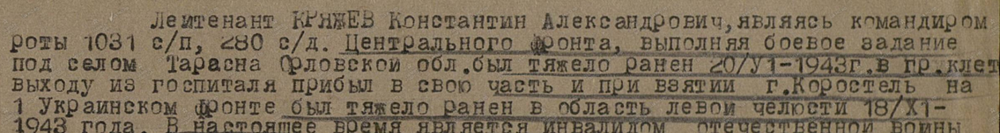 Лейтенант КРЯЖЕВ Константин Александрович,являясь командиром
роты 1031 с/п, 280 с/д. Центрального фронта, выполняя боевое задание
под селом Тарасна Орловской обл.был тяжело ранен 20/У1-1943г.в гр.клет
выходу из госпиталя прибыл в свою часть и при взятии г.Коростель на
1 Украинском фронте был тяжело ранен в область левой челюсти 18/Х1-
1943 года. В настоящее время является инвалидом отечественной войны